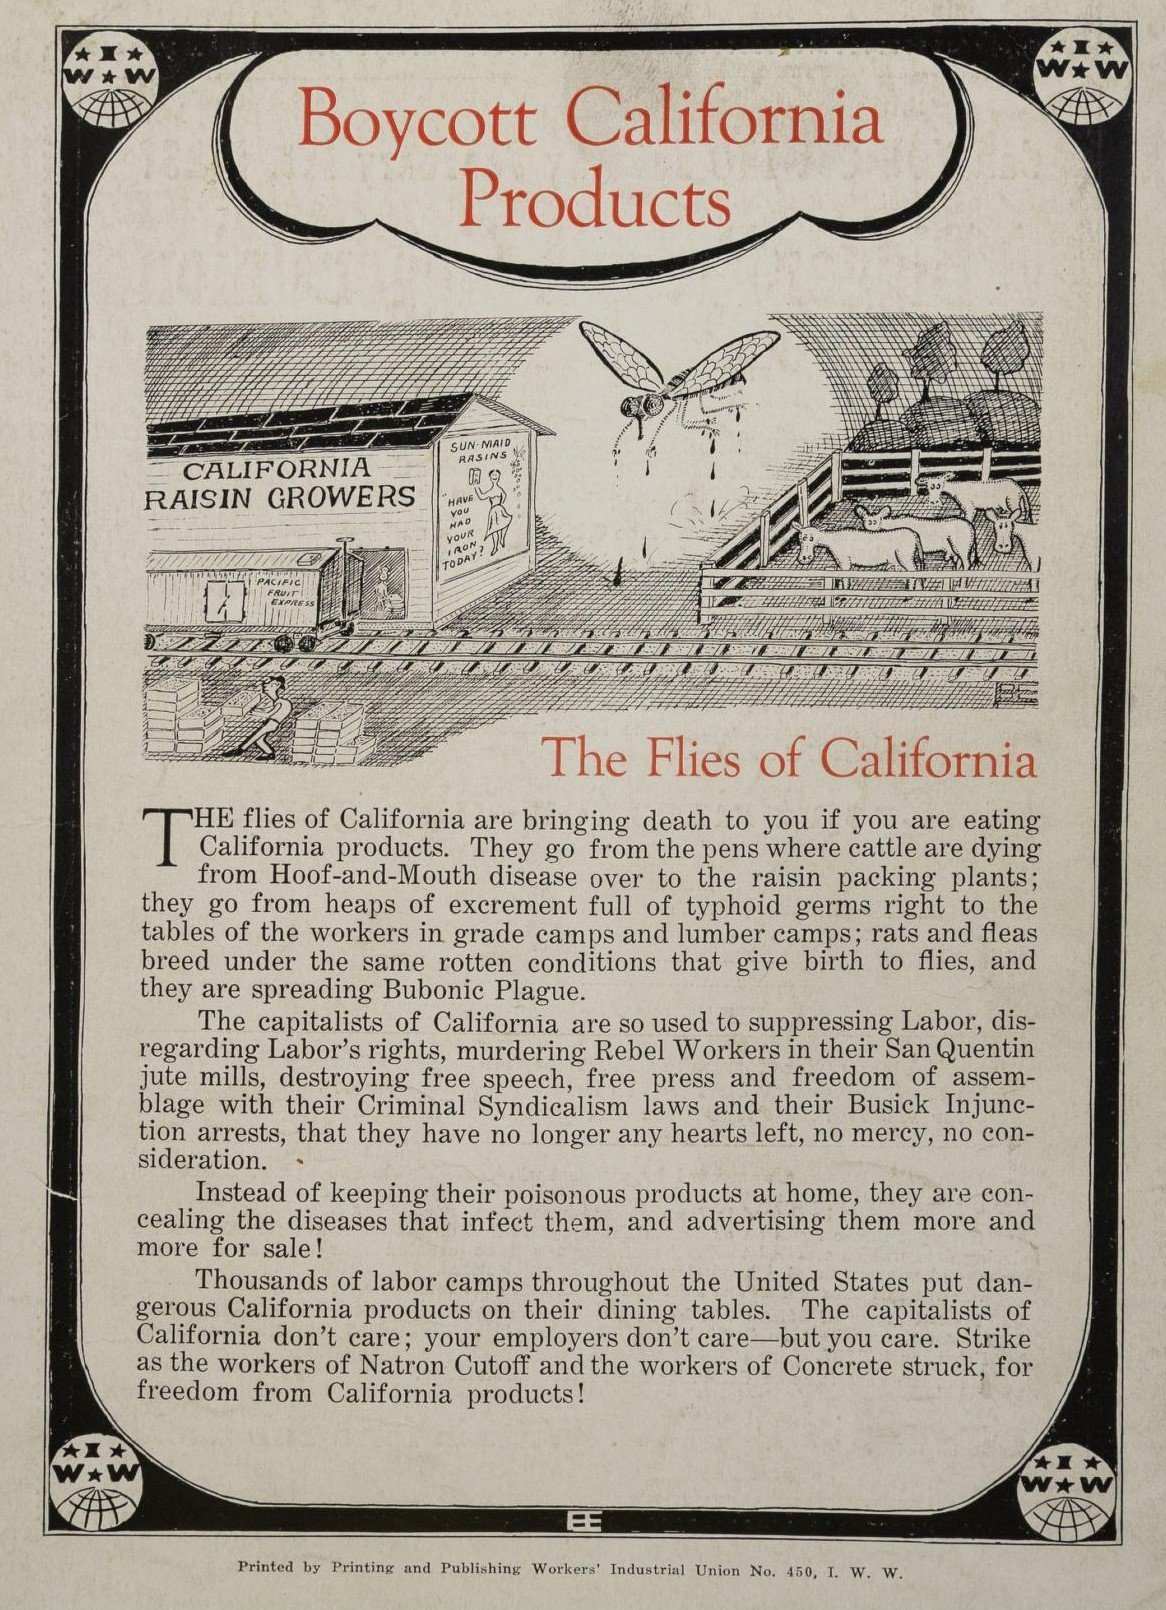 I
W W
I
W W
Boycott California
Products
CALIFORNIA
RAISIN GROWERS
SUN-MAID
RASINS
"HAVE
YOU
HAD
YOUR
IRON
TODAY?
PACIFIC
FRUIT
EXPRESS
EE
The Flies of California
THE flies of California are bringing death to you if you are eating
California products. They go from the pens where cattle are dying
from Hoof-and-Mouth disease over to the raisin packing plants;
they go from heaps of excrement full of typhoid germs right to the
tables of the workers in grade camps and lumber camps; rats and fleas
breed under the same rotten conditions that give birth to flies, and
they are spreading Bubonic Plague.
The capitalists of California are so used to suppressing Labor, dis-
regarding Labor's rights, murdering Rebel Workers in their San Quentin
jute mills, destroying free speech, free press and freedom of assem-
blage with their Criminal Syndicalism laws and their Busick Injunc-
tion arrests, that they have no longer any hearts left, no mercy, no con-
sideration.
Instead of keeping their poisonous products at home, they are con-
cealing the diseases that infect them, and advertising them more and
more for sale!
Thousands of labor camps throughout the United States put dan-
gerous California products on their dining tables. The capitalists of
California don't care; your employers don't care—but you care. Strike
as the workers of Natron Cutoff and the workers of Concrete struck, for
freedom from California products!
I
W W
I
W W
EE
Printed by Printing and Publishing Workers' Industrial Union No. 450, I. W. W.